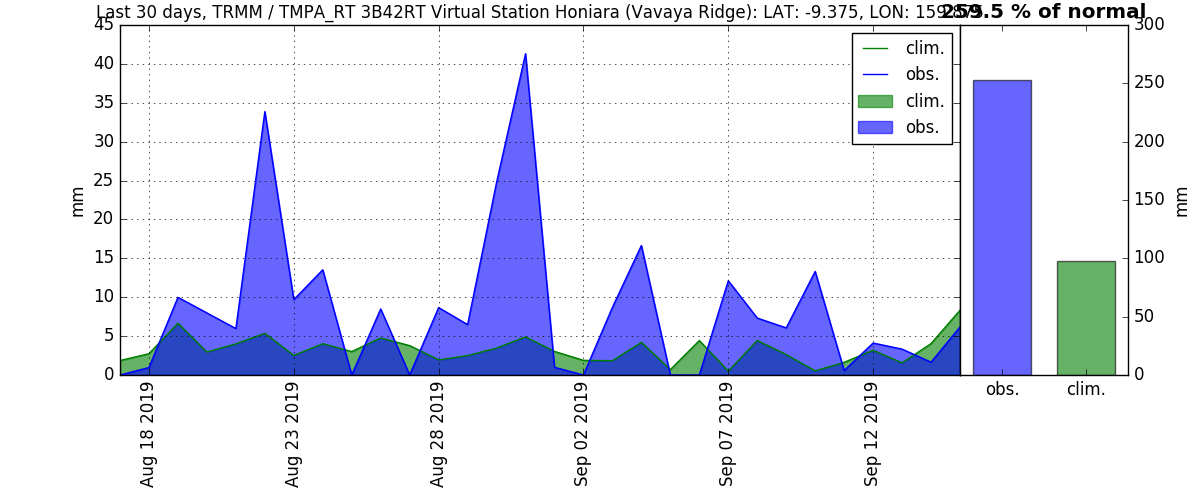 Last 30 days, TRMM / TMPA_RT 3B42RT Virtual Station Honiara (Vavaya Ridge): LAT: -9.375, LON:
259.5 % of normal
45
40
35
30
25
20
15
10
5
0
mm
clim.
obs.
clim.
obs.
Aug 18 2019
Aug 23 2019
Aug 28 2019
Sep 02 2019
Sep 07 2019
Sep 12 2019
300
250
200
150
100
50
0
mm
obs.
clim.